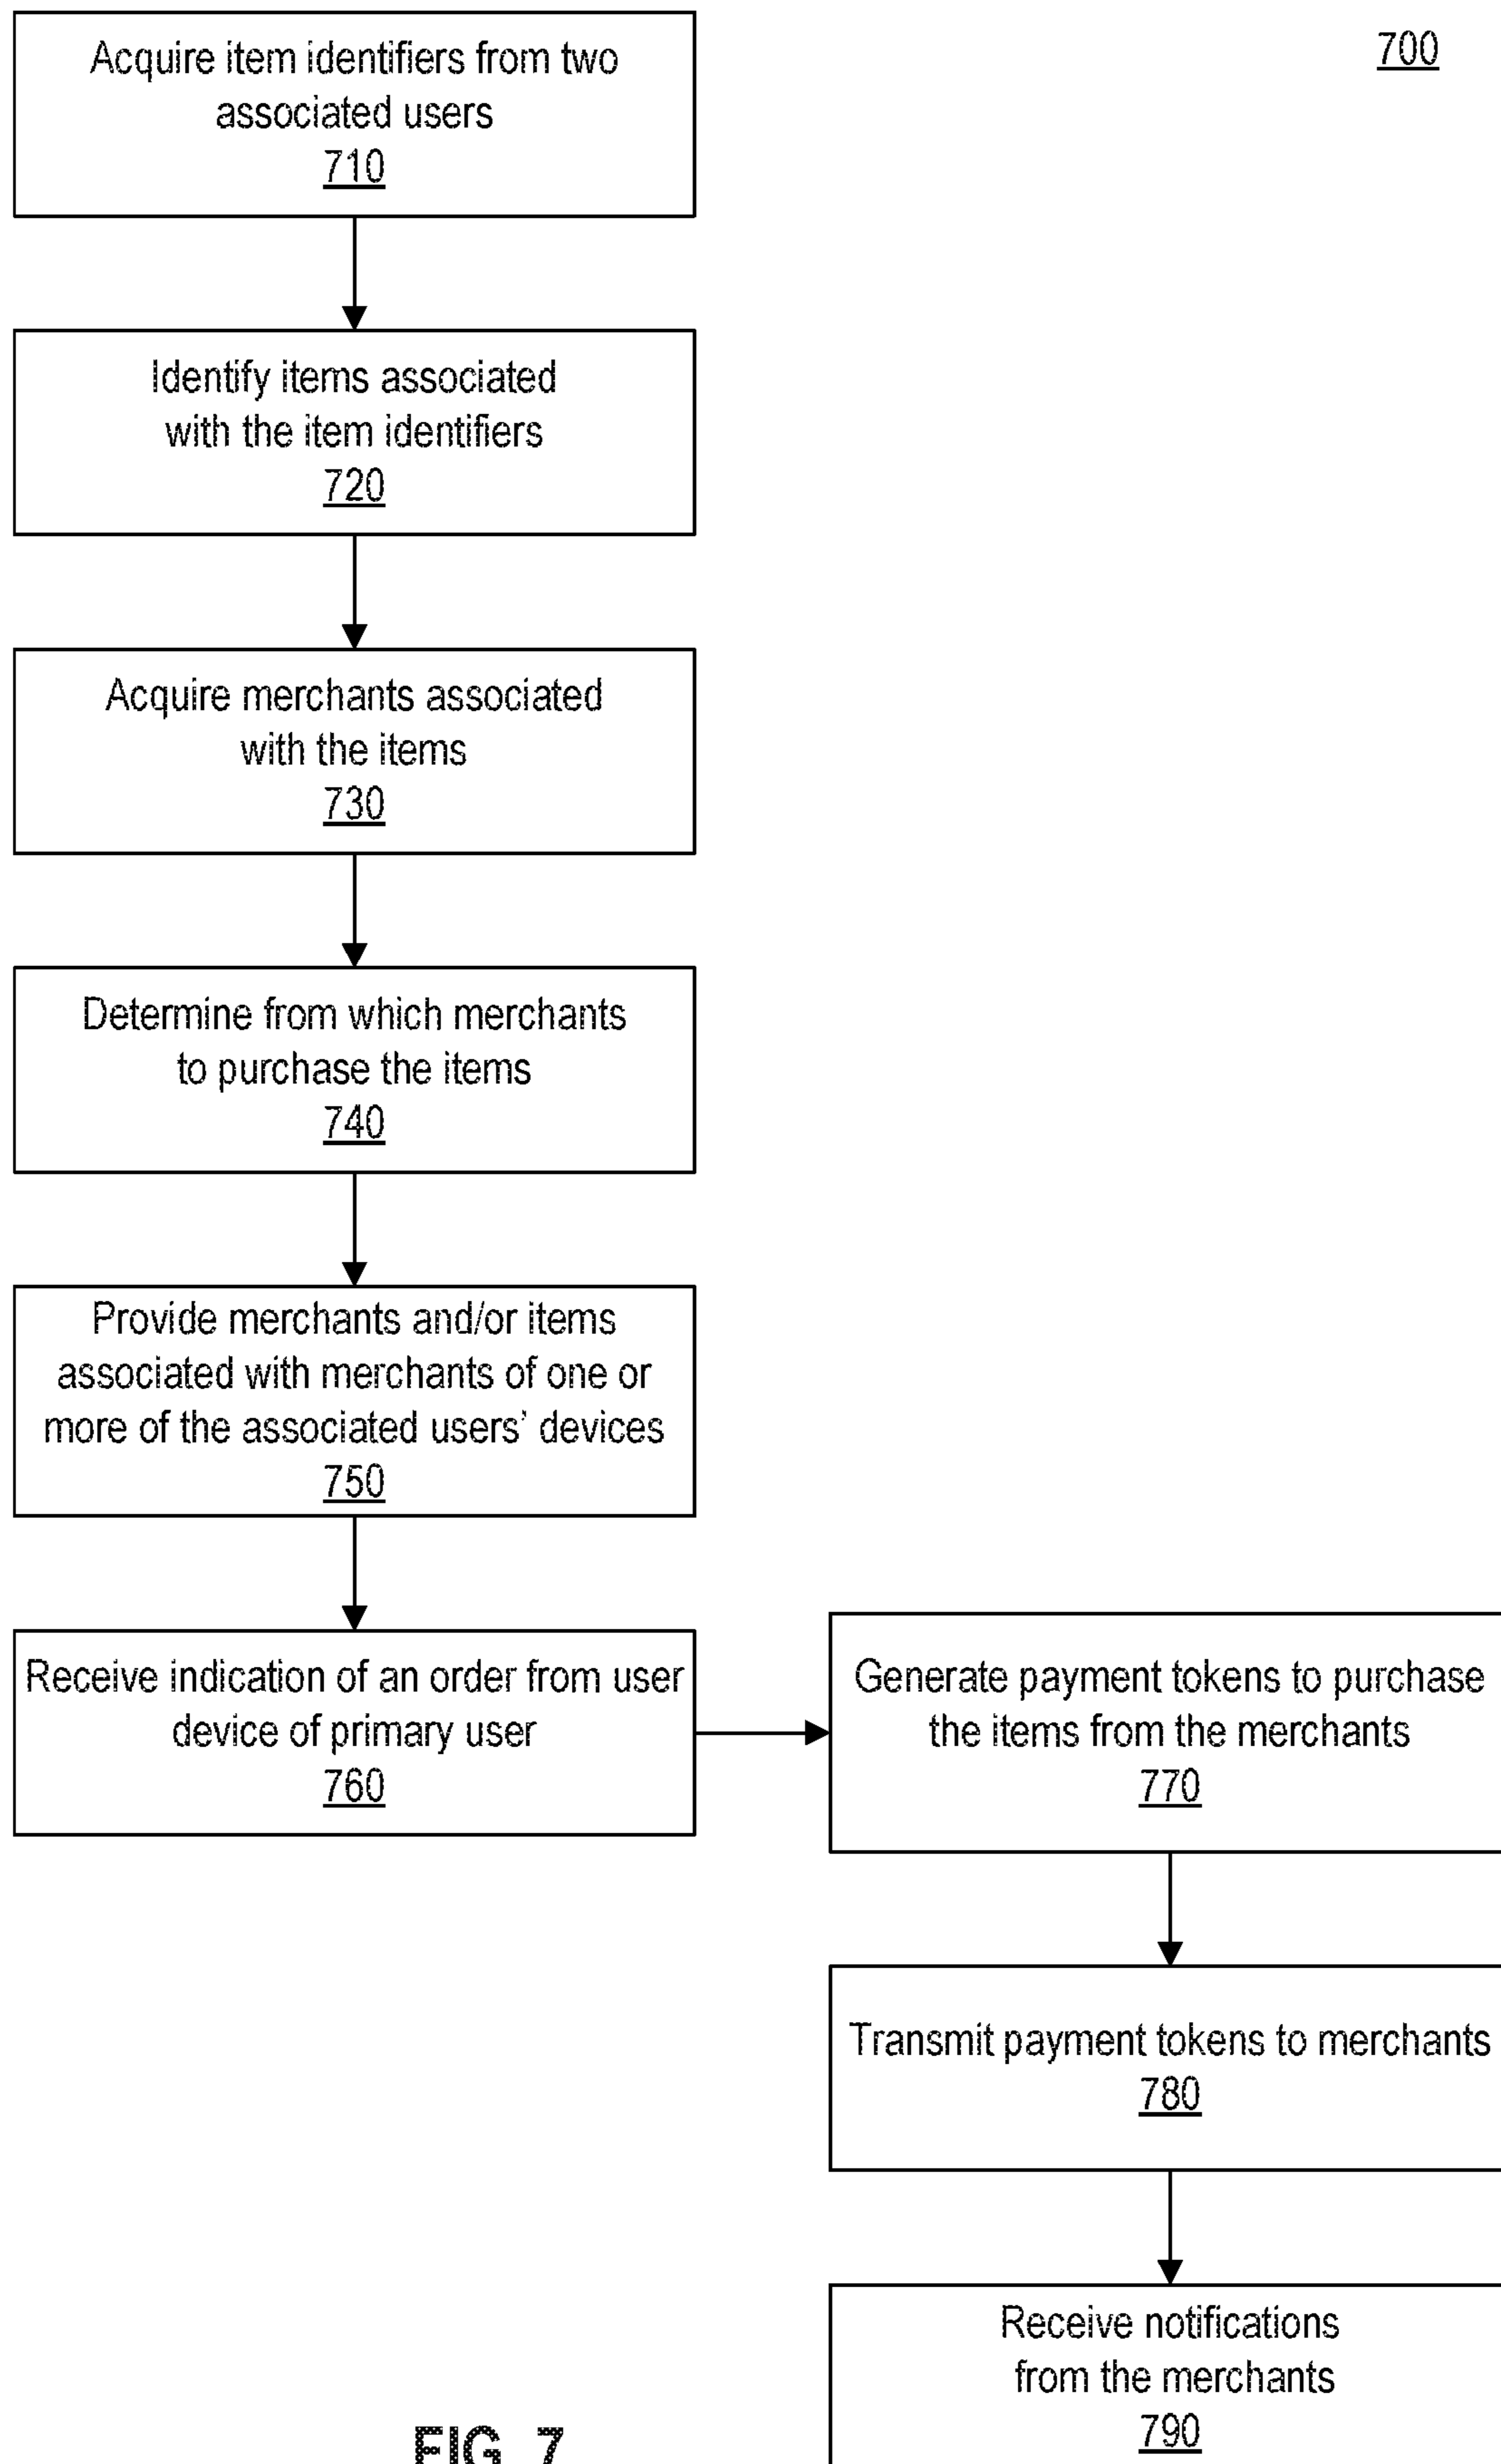 700
Acquire item identifiers from two
associated users
710
Identify items associated
with the item identifiers
720
Acquire merchants associated
with the items
730
Determine from which merchants
to purchase the items
740
Provide merchants and/or items
associated with merchants of one or
more of the associated users' devices
750
Receive indication of an order from user
device of primary user
760
Generate payment tokens to purchase
the items from the merchants
770
Transmit payment tokens to merchants
780
Receive notifications
from the merchants
790
FIG. 7